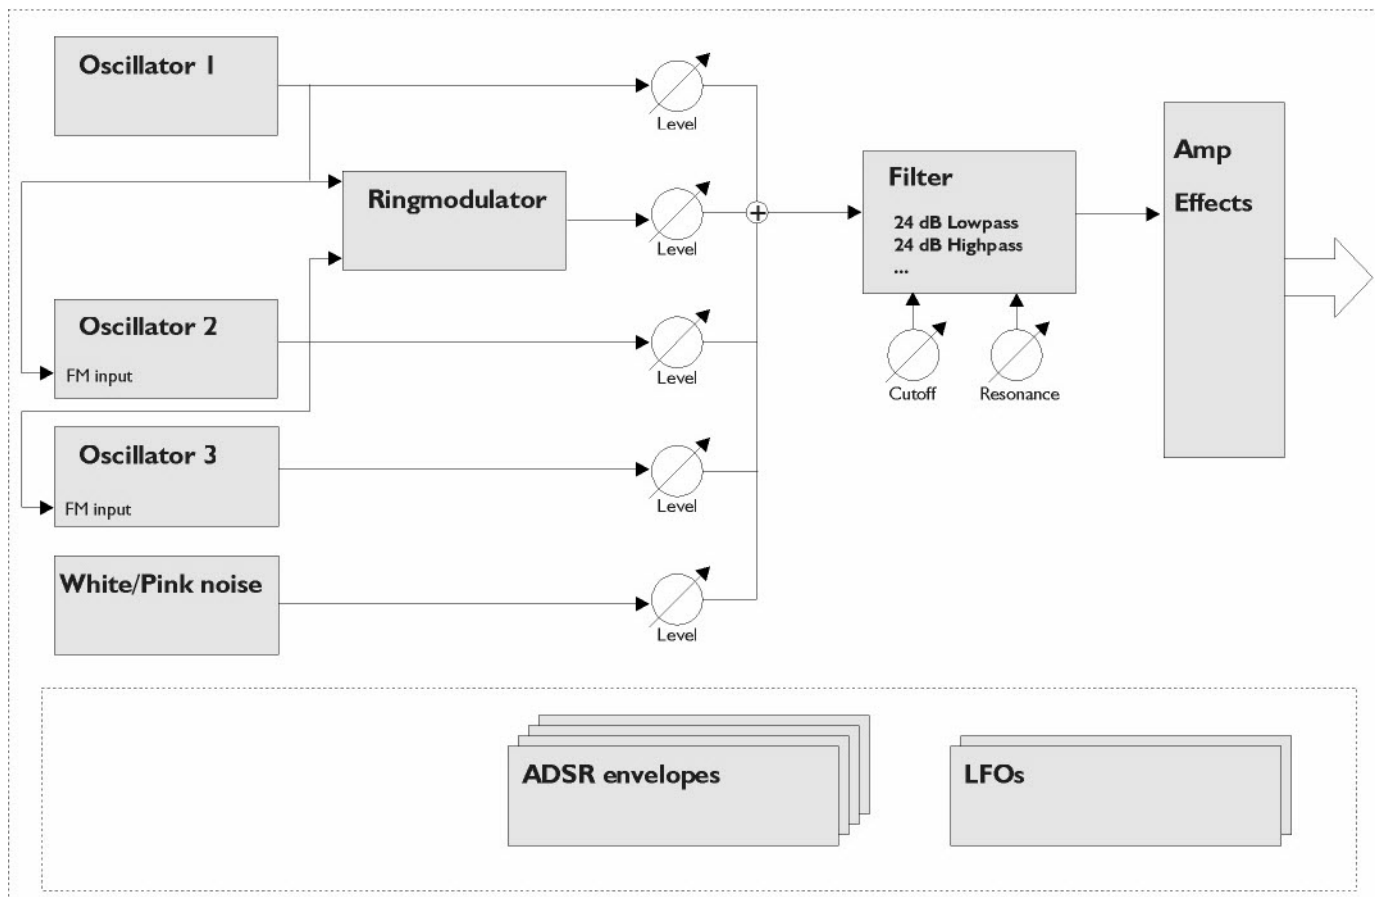 Oscillator 1
Level
Ringmodulator
Level
Oscillator 2
FM input
Level
Oscillator 3
FM input
Level
White/Pink noise
Level
Filter
24 dB Lowpass
24 dB Highpass
...
Cutoff
Resonance
Amp
Effects
ADSR envelopes
LFOs